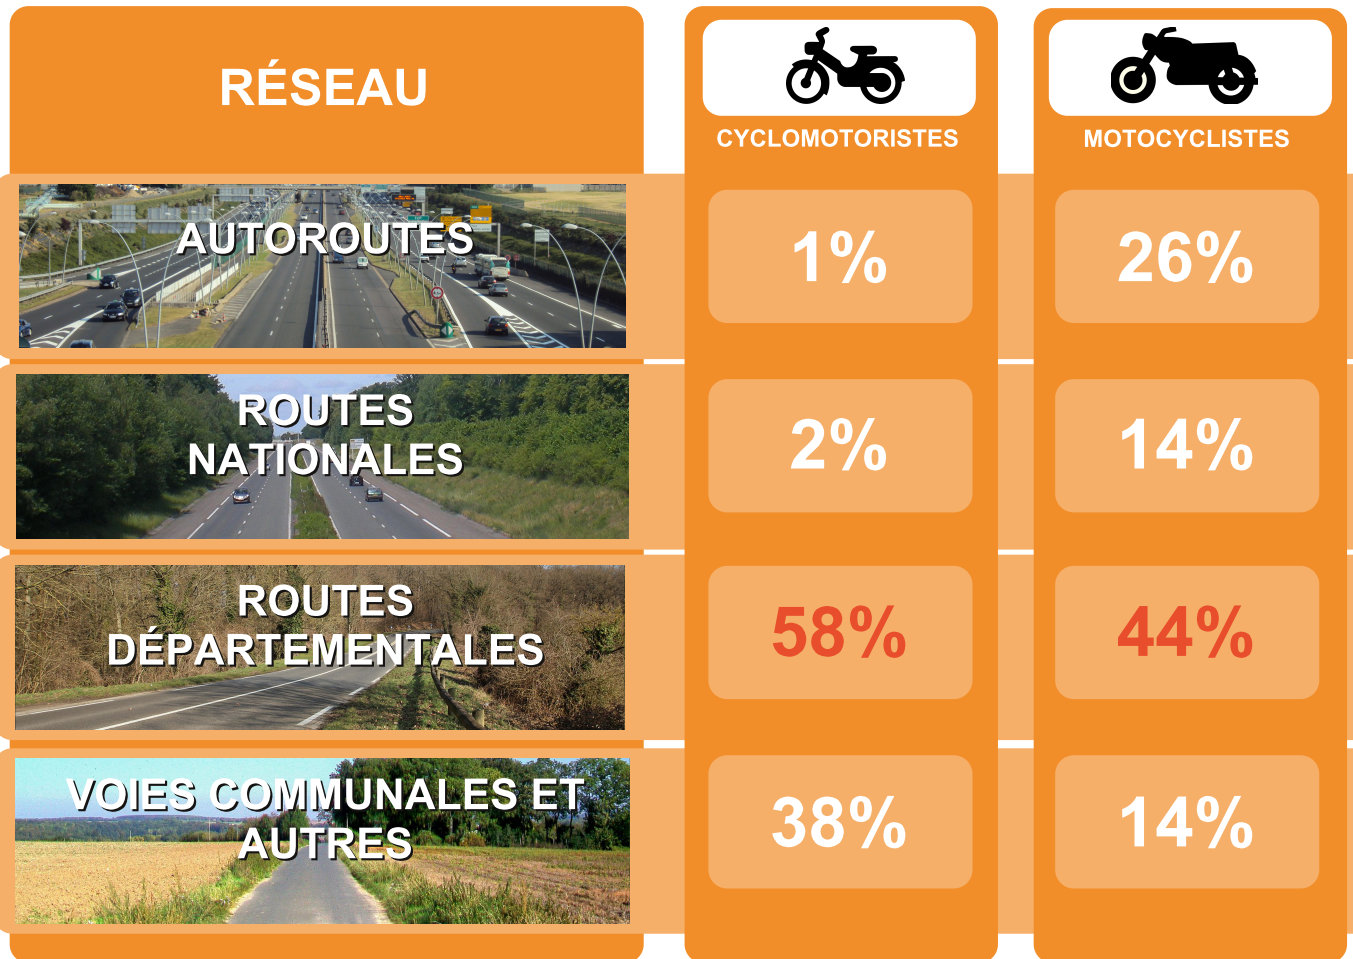 RÉSEAU
CYCLOMOTORISTES
MOTOCYCLISTES
AUTOROUTES
1%
26%
ROUTES
NATIONALES
2%
14%
ROUTES
DÉPARTEMENTALES
58%
44%
VOIES COMMUNALES ET
AUTRES
38%
14%